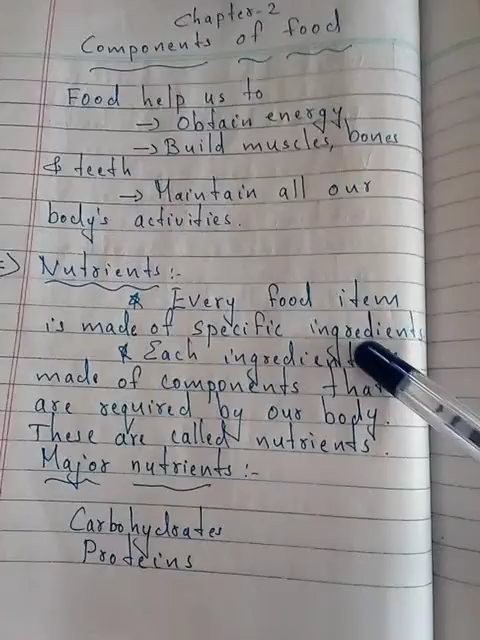 Chapter-2
Components of food
Food help us to
→ Obtain energy
→ Build muscles, bones
& teeth
→ Maintain all our
body's activities.
⇒ Nutrients :-
* Every food item
is made of specific ingredients
* Each ingredient
made of components that
are required by our body.
These are called nutrients.
Major nutrients :-
Carbohydrates
Proteins